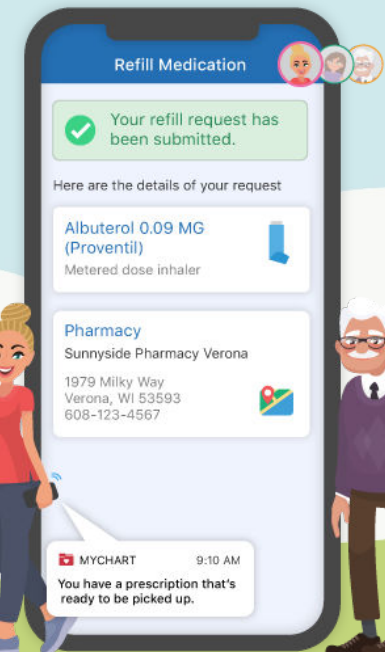 Refill Medication
Your refill request has
been submitted.
Here are the details of your request
Albuterol 0.09 MG
(Proventil)
Metered dose inhaler
Pharmacy
Sunnyside Pharmacy Verona
1979 Milky Way
Verona, WI 53593
608-123-4567
MYCHART 9:10 AM
You have a prescription that's
ready to be picked up.